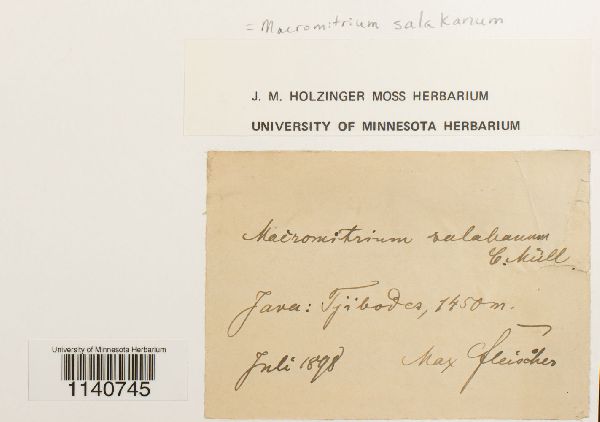 = Macromitrium salakanum
J. M. HOLZINGER MOSS HERBARIUM
UNIVERSITY OF MINNESOTA HERBARIUM
Macromitrium salakanum
C. Müll.
Java: Tjibodes, 1450 m.
Juli 1898 Max Fleischer
University of Minnesota Herbarium
1140745